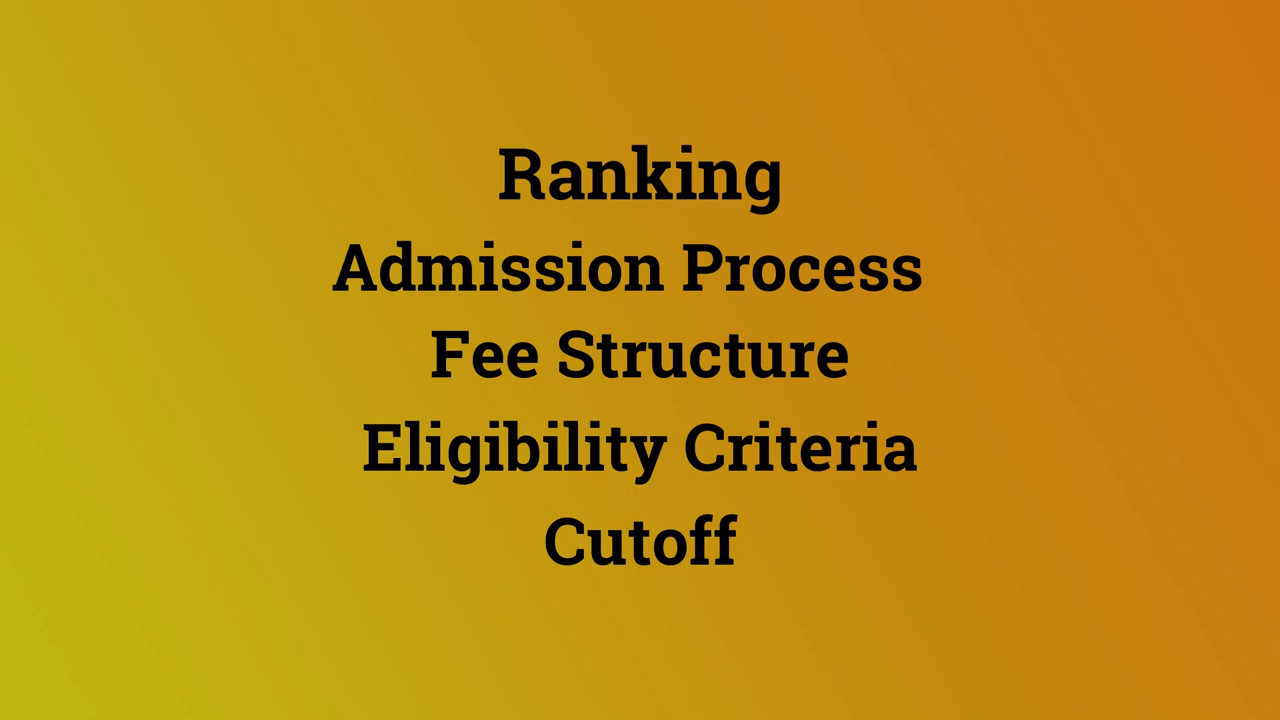 Ranking
Admission Process
Fee Structure
Eligibility Criteria
Cutoff